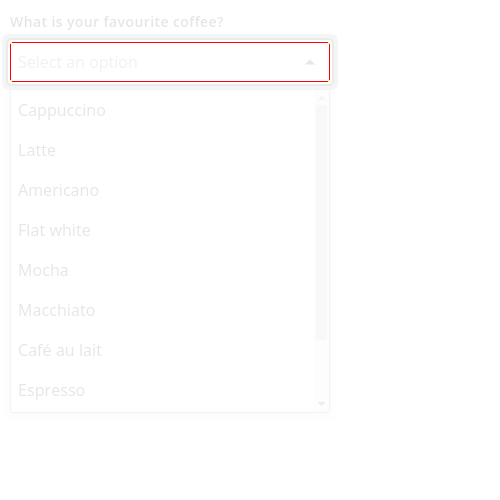 What is your favourite coffee?
Select an option
Cappuccino
Latte
Americano
Flat white
Mocha
Macchiato
Café au lait
Espresso